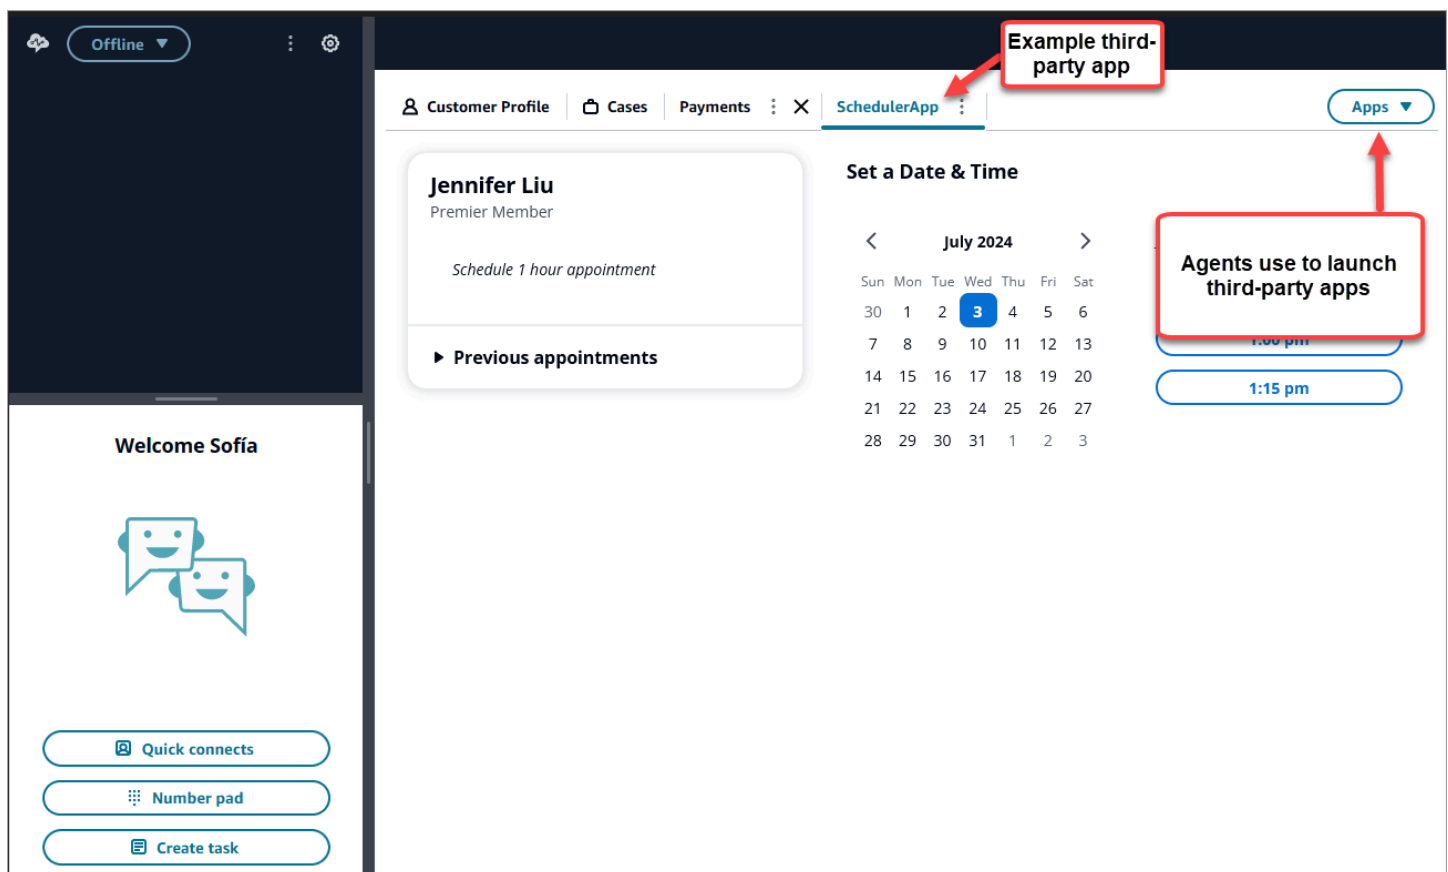 Offline
Example third-
party app
Customer Profile
Cases
Payments
SchedulerApp
Apps
Jennifer Liu
Premier Member
Schedule 1 hour appointment
Previous appointments
Set a Date & Time
July 2024
Sun Mon Tue Wed Thu Fri Sat
30 1 2 3 4 5 6
7 8 9 10 11 12 13
14 15 16 17 18 19 20
21 22 23 24 25 26 27
28 29 30 31 1 2 3
Agents use to launch
third-party apps
1:00 pm
1:15 pm
Welcome Sofía
Quick connects
Number pad
Create task